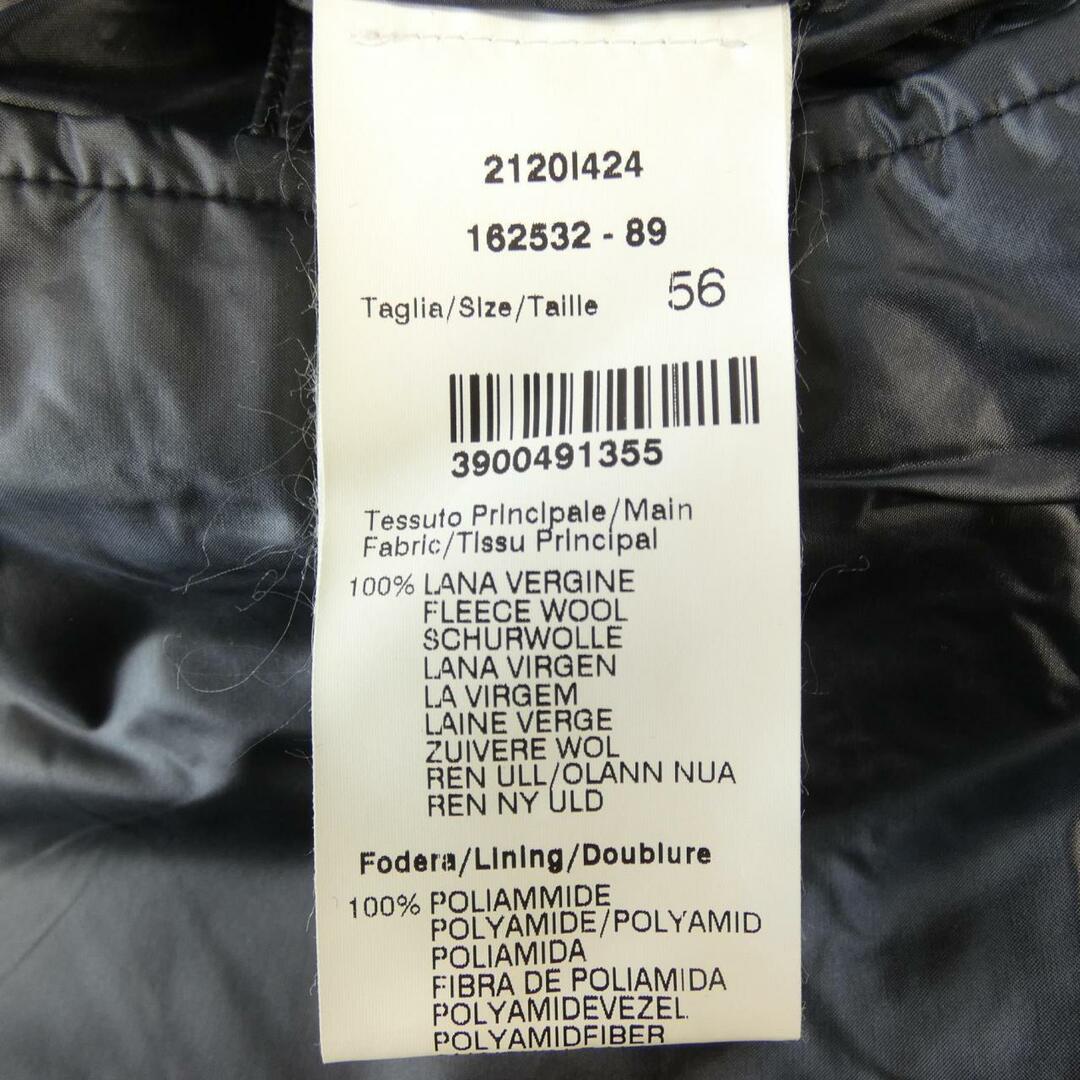 2120I424
162532 - 89
Taglia/Size/Taille 56
3900491355
Tessuto Principale/Main
Fabric/Tissu Principal
100% LANA VERGINE
FLEECE WOOL
SCHURWOLLE
LANA VIRGEN
LA VIRGEM
LAINE VERGE
ZUIVERE WOL
REN ULL/OLANN NUA
REN NY ULD
Fodera/Lining/Doublure
100% POLIAMMIDE
POLYAMIDE/POLYAMID
POLIAMIDA
FIBRA DE POLIAMIDA
POLYAMIDEVEZEL
POLYAMIDFIBER